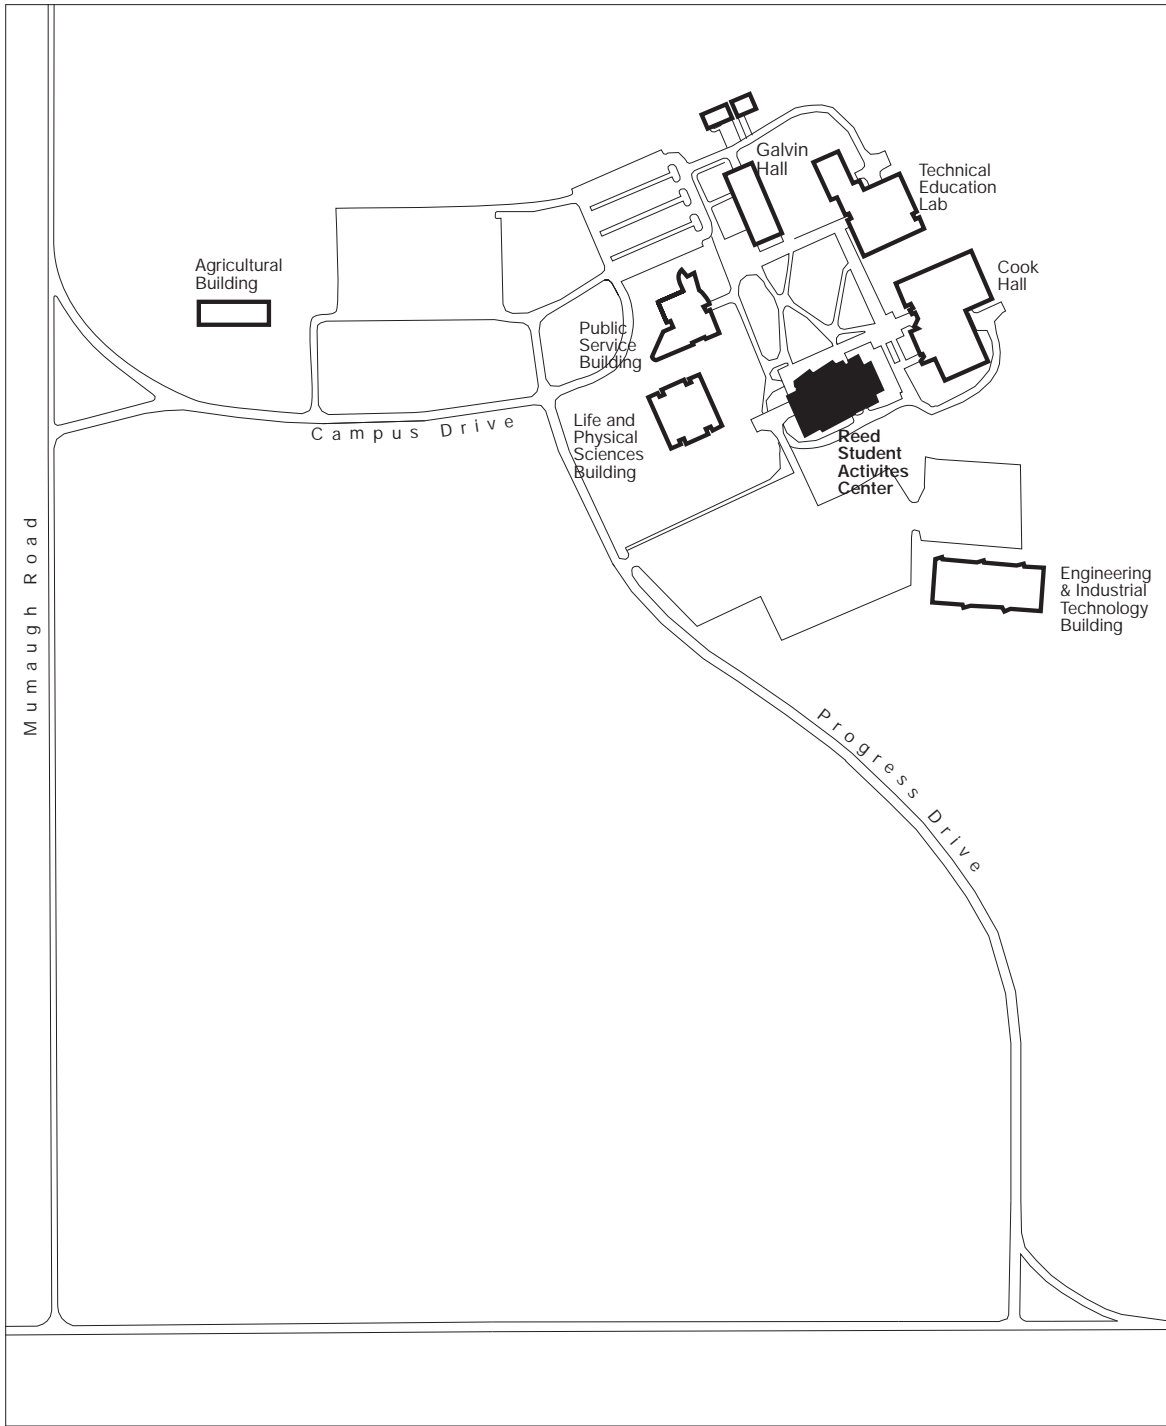 Galvin
Hall
Technical
Education
Lab
Agricultural
Building
Cook
Hall
Public
Service
Building
Campus Drive
Life and
Physical
Sciences
Building
Reed
Student
Activites
Center
Mumaugh Road
Engineering
& Industrial
Technology
Building
Progress Drive